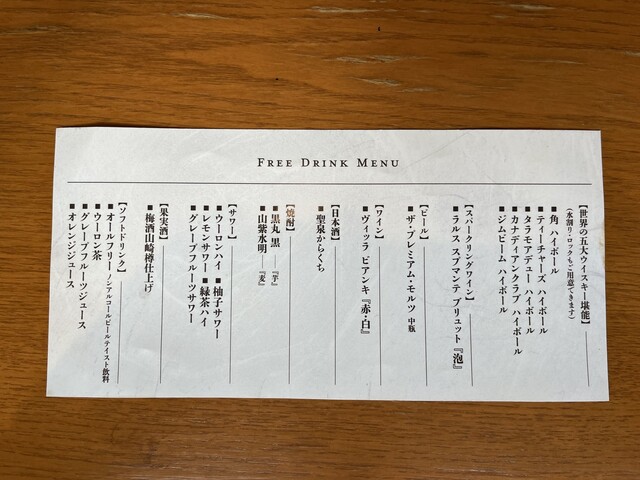 FREE DRINK MENU
【世界の五大ウイスキー堪能】
(水割り・ロックもご用意できます)
■角 ハイボール
■ティーチャーズ ハイボール
■タラモアデュー ハイボール
■カナディアンクラブ ハイボール
■ジムビーム ハイボール
【スパークリングワイン】
■ラルス スプマンテ ブリュット『泡』
【ビール】
■ザ・プレミアム・モルツ 中瓶
【ワイン】
■ヴィッラ ビアンキ『赤・白』
【日本酒】
■聖泉からくち
【焼酎】
■黒丸 黒 ―『芋』
■山紫水明 ―『麦』
【サワー】
■ウーロンハイ ■柚子サワー
■レモンサワー ■緑茶ハイ
■グレープフルーツサワー
【果実酒】
■梅酒山崎樽仕上げ
【ソフトドリンク】
■オールフリー/ノンアルコールビールテイスト飲料
■ウーロン茶
■グレープフルーツジュース
■オレンジジュース